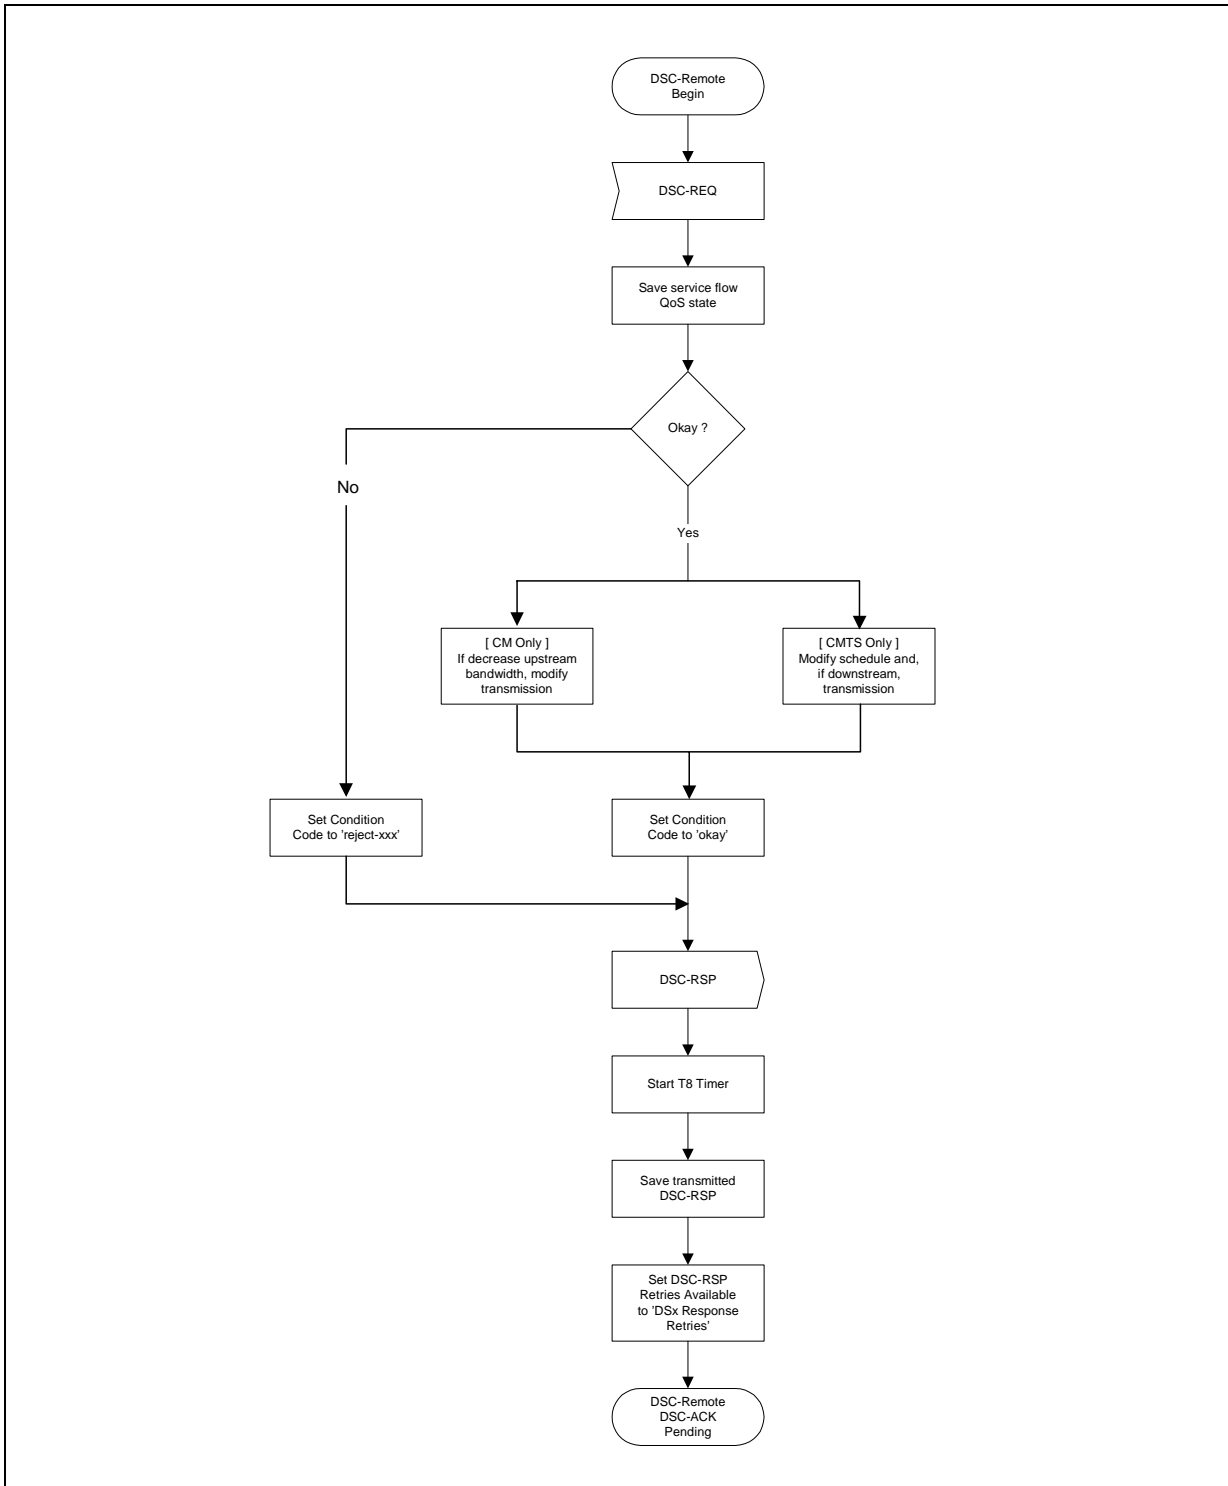 DSC-Remote
Begin
DSC-REQ
Save service flow
QoS state
Okay ?
No
Yes
[ CM Only ]
If decrease upstream
bandwidth, modify
transmission
[ CMTS Only ]
Modify schedule and,
if downstream,
transmission
Set Condition
Code to 'reject-xxx'
Set Condition
Code to 'okay'
DSC-RSP
Start T8 Timer
Save transmitted
DSC-RSP
Set DSC-RSP
Retries Available
to 'DSx Response
Retries'
DSC-Remote
DSC-ACK
Pending